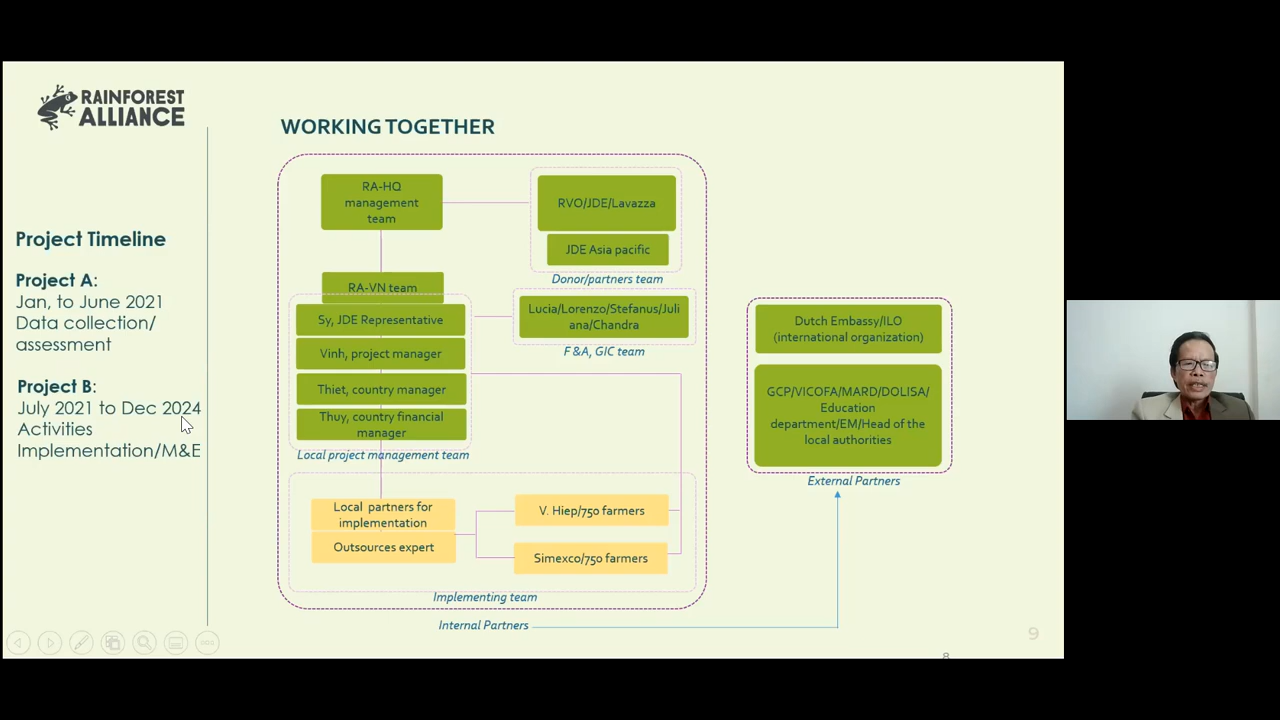 RAINFOREST
ALLIANCE
WORKING TOGETHER
Project Timeline
Project A:
Jan, to June 2021
Data collection/
assessment
Project B:
July 2021 to Dec 2024
Activities
Implementation/M&E
RA-HQ
management
team
RVO/JDE/Lavazza
JDE Asia pacific
Donor/partners team
RA-VN team
Sy, JDE Representative
Vinh, project manager
Thiet, country manager
Thuy, country financial
manager
Local project management team
Lucia/Lorenzo/Stefanus/Juli
ana/Chandra
F &A, GIC team
Local partners for
implementation
Outsources expert
V. Hiep/750 farmers
Simexco/750 farmers
Implementing team
Internal Partners
Dutch Embassy/ILO
(international organization)
GCP/VICOFA/MARD/DOLISA/
Education
department/EM/Head of the
local authorities
External Partners
9
8